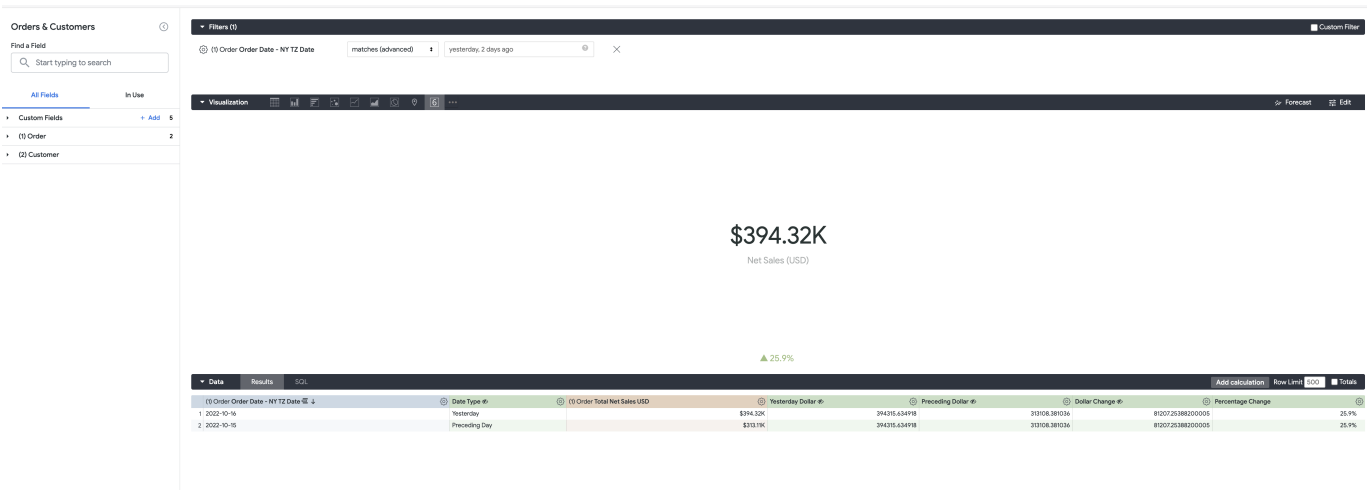 Orders & Customers
Find a Field
Start typing to search
All Fields In Use
Custom Fields + Add 5
(1) Order 2
(2) Customer
Filters (1) Custom Filter
(1) Order Order Date - NY TZ Date matches (advanced) yesterday, 2 days ago
Visualization 6 ... Forecast Edit
$394.32K
Net Sales (USD)
▲ 25.9%
Data Results SQL Add calculation Row Limit 500 Totals
(1) Order Order Date - NY TZ Date ↓ Date Type (1) Order Total Net Sales USD Yesterday Dollar Preceding Dollar Dollar Change Percentage Change
1 2022-10-16 Yesterday $394.32K 394315.634918 313108.381036 81207.25388200005 25.9%
2 2022-10-15 Preceding Day $313.11K 394315.634918 313108.381036 81207.25388200005 25.9%